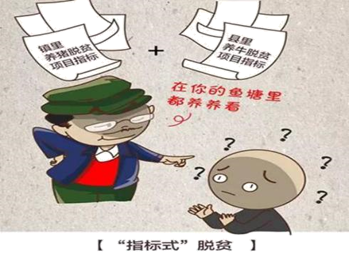 镇里
养猪脱贫
项目指标
+
县里
养牛脱贫
项目指标
在你的鱼塘里
都养养看
? ? ? ? ?
【 “指标式”脱贫 】